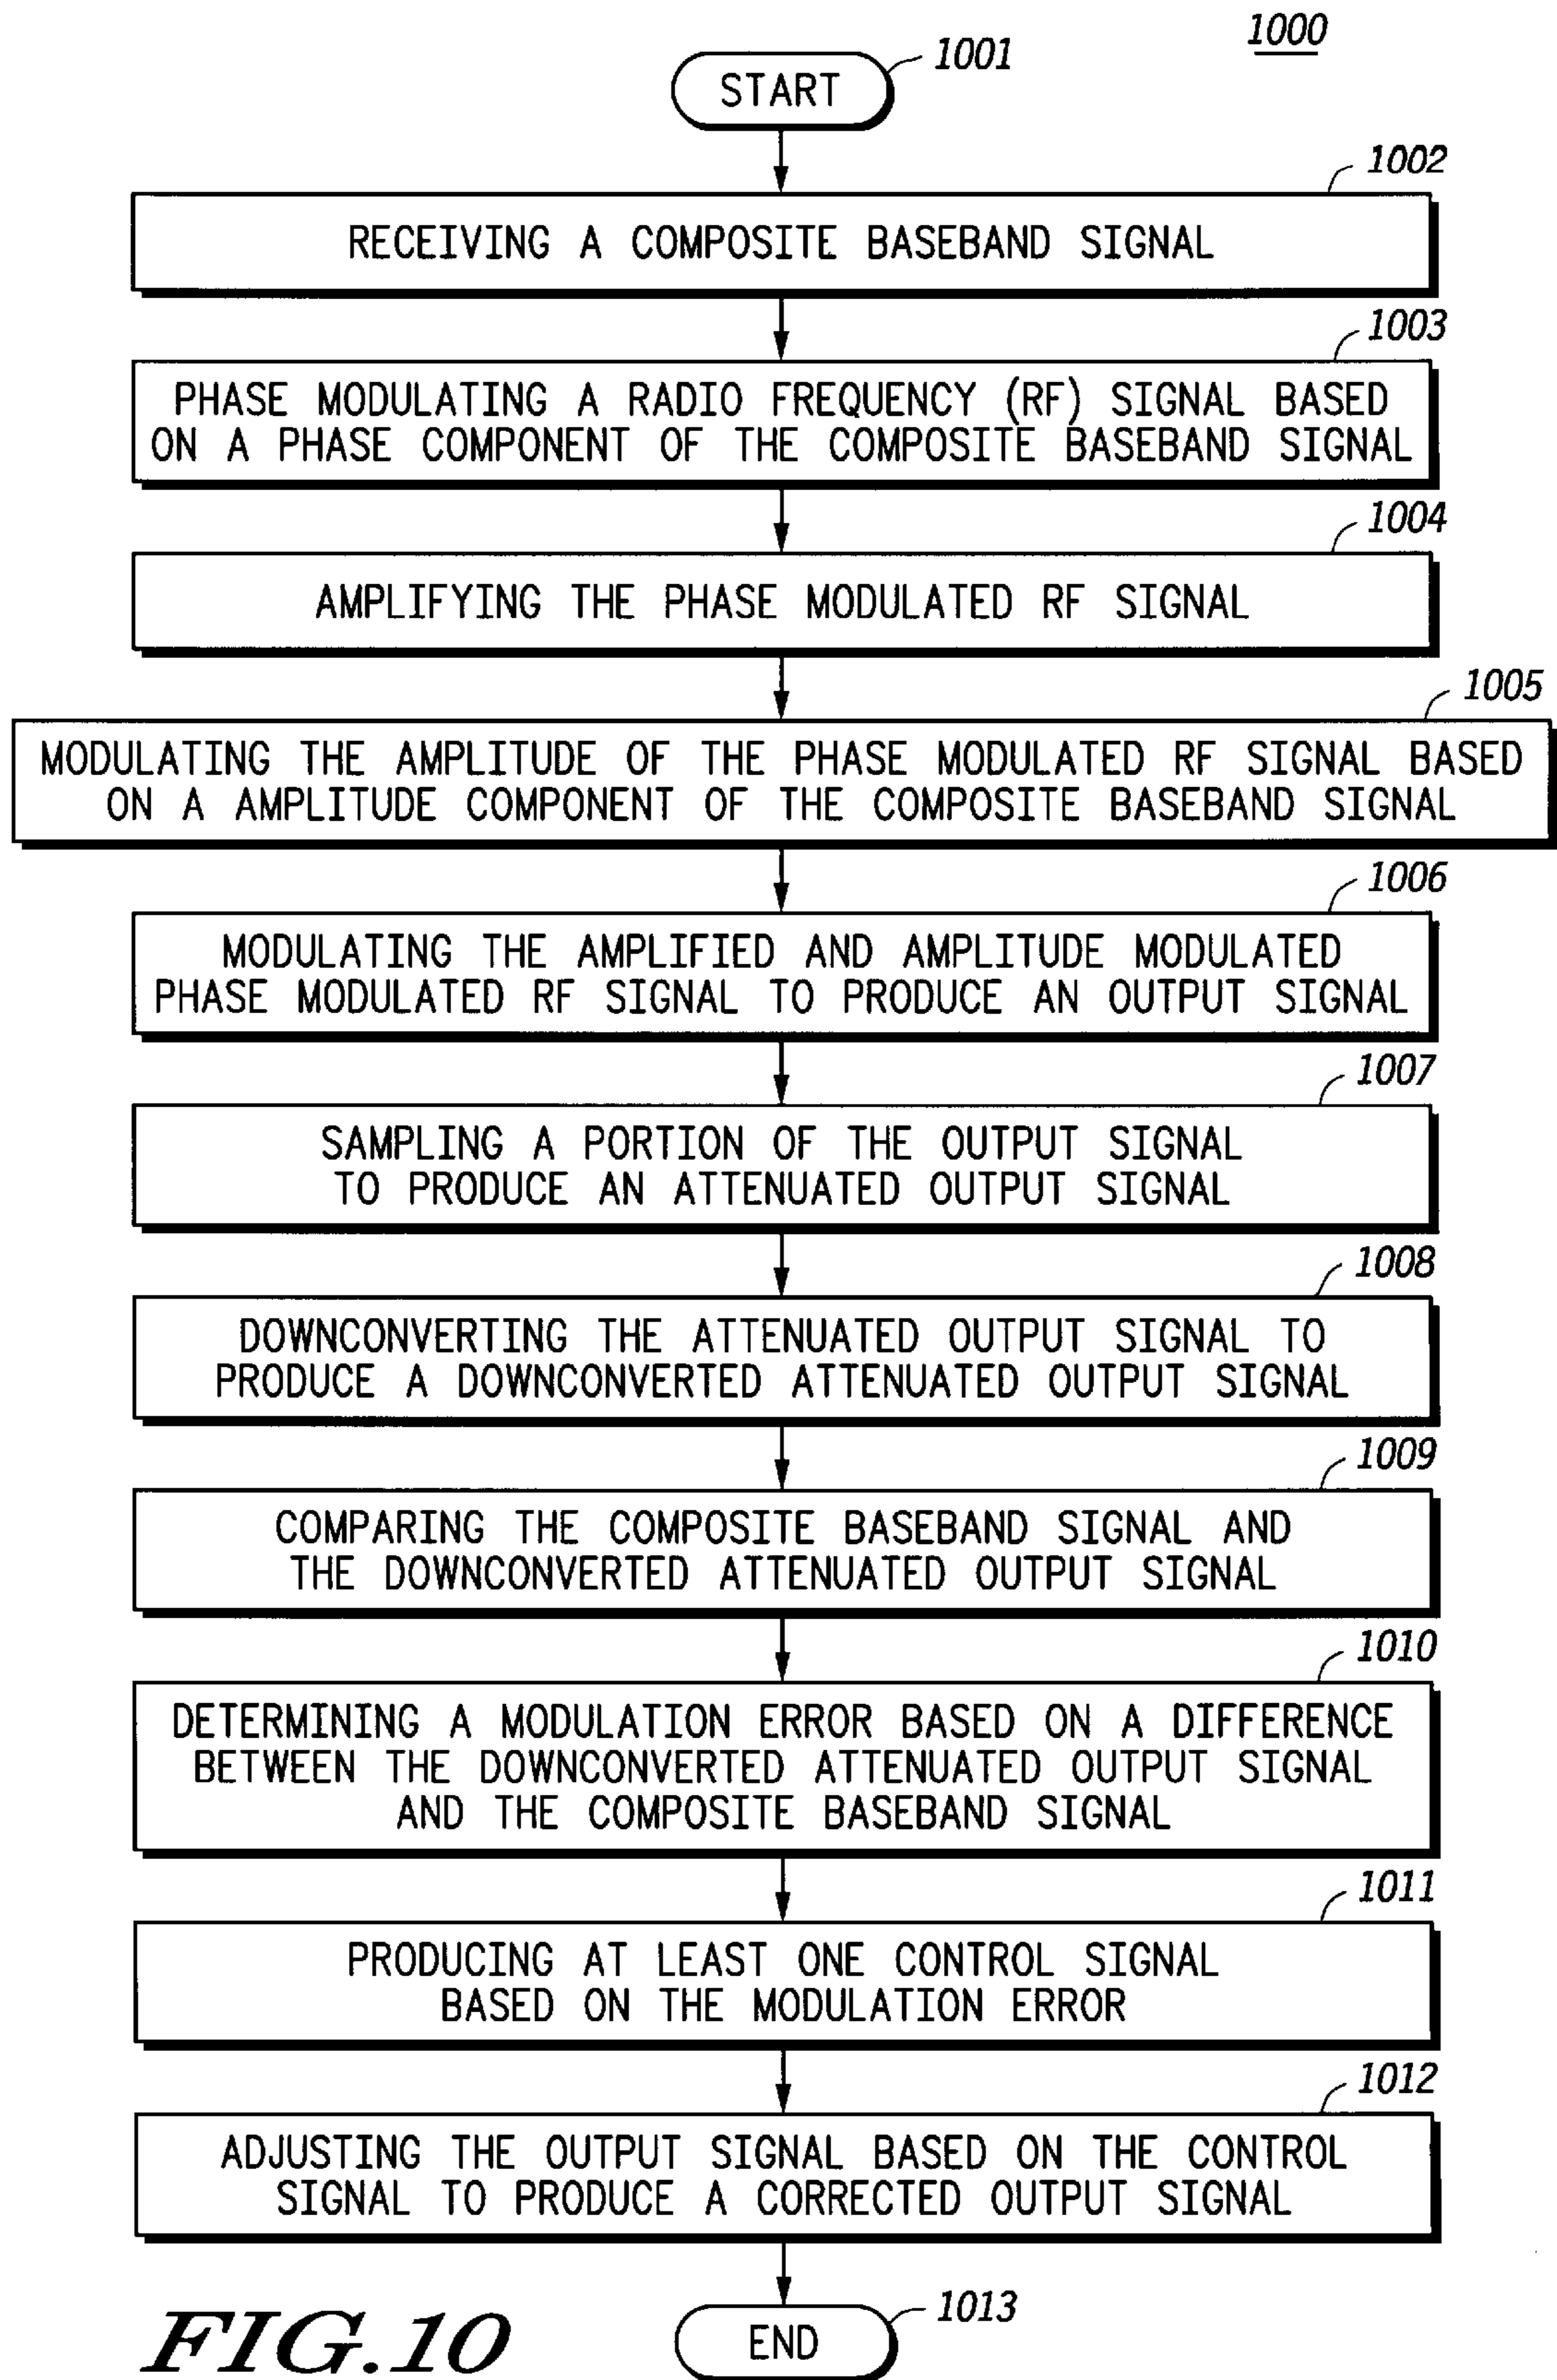 1000
START
1001
1002
RECEIVING A COMPOSITE BASEBAND SIGNAL
1003
PHASE MODULATING A RADIO FREQUENCY (RF) SIGNAL BASED
ON A PHASE COMPONENT OF THE COMPOSITE BASEBAND SIGNAL
1004
AMPLIFYING THE PHASE MODULATED RF SIGNAL
1005
MODULATING THE AMPLITUDE OF THE PHASE MODULATED RF SIGNAL BASED
ON A AMPLITUDE COMPONENT OF THE COMPOSITE BASEBAND SIGNAL
1006
MODULATING THE AMPLIFIED AND AMPLITUDE MODULATED
PHASE MODULATED RF SIGNAL TO PRODUCE AN OUTPUT SIGNAL
1007
SAMPLING A PORTION OF THE OUTPUT SIGNAL
TO PRODUCE AN ATTENUATED OUTPUT SIGNAL
1008
DOWNCONVERTING THE ATTENUATED OUTPUT SIGNAL TO
PRODUCE A DOWNCONVERTED ATTENUATED OUTPUT SIGNAL
1009
COMPARING THE COMPOSITE BASEBAND SIGNAL AND
THE DOWNCONVERTED ATTENUATED OUTPUT SIGNAL
1010
DETERMINING A MODULATION ERROR BASED ON A DIFFERENCE
BETWEEN THE DOWNCONVERTED ATTENUATED OUTPUT SIGNAL
AND THE COMPOSITE BASEBAND SIGNAL
1011
PRODUCING AT LEAST ONE CONTROL SIGNAL
BASED ON THE MODULATION ERROR
1012
ADJUSTING THE OUTPUT SIGNAL BASED ON THE CONTROL
SIGNAL TO PRODUCE A CORRECTED OUTPUT SIGNAL
END
1013
FIG.10